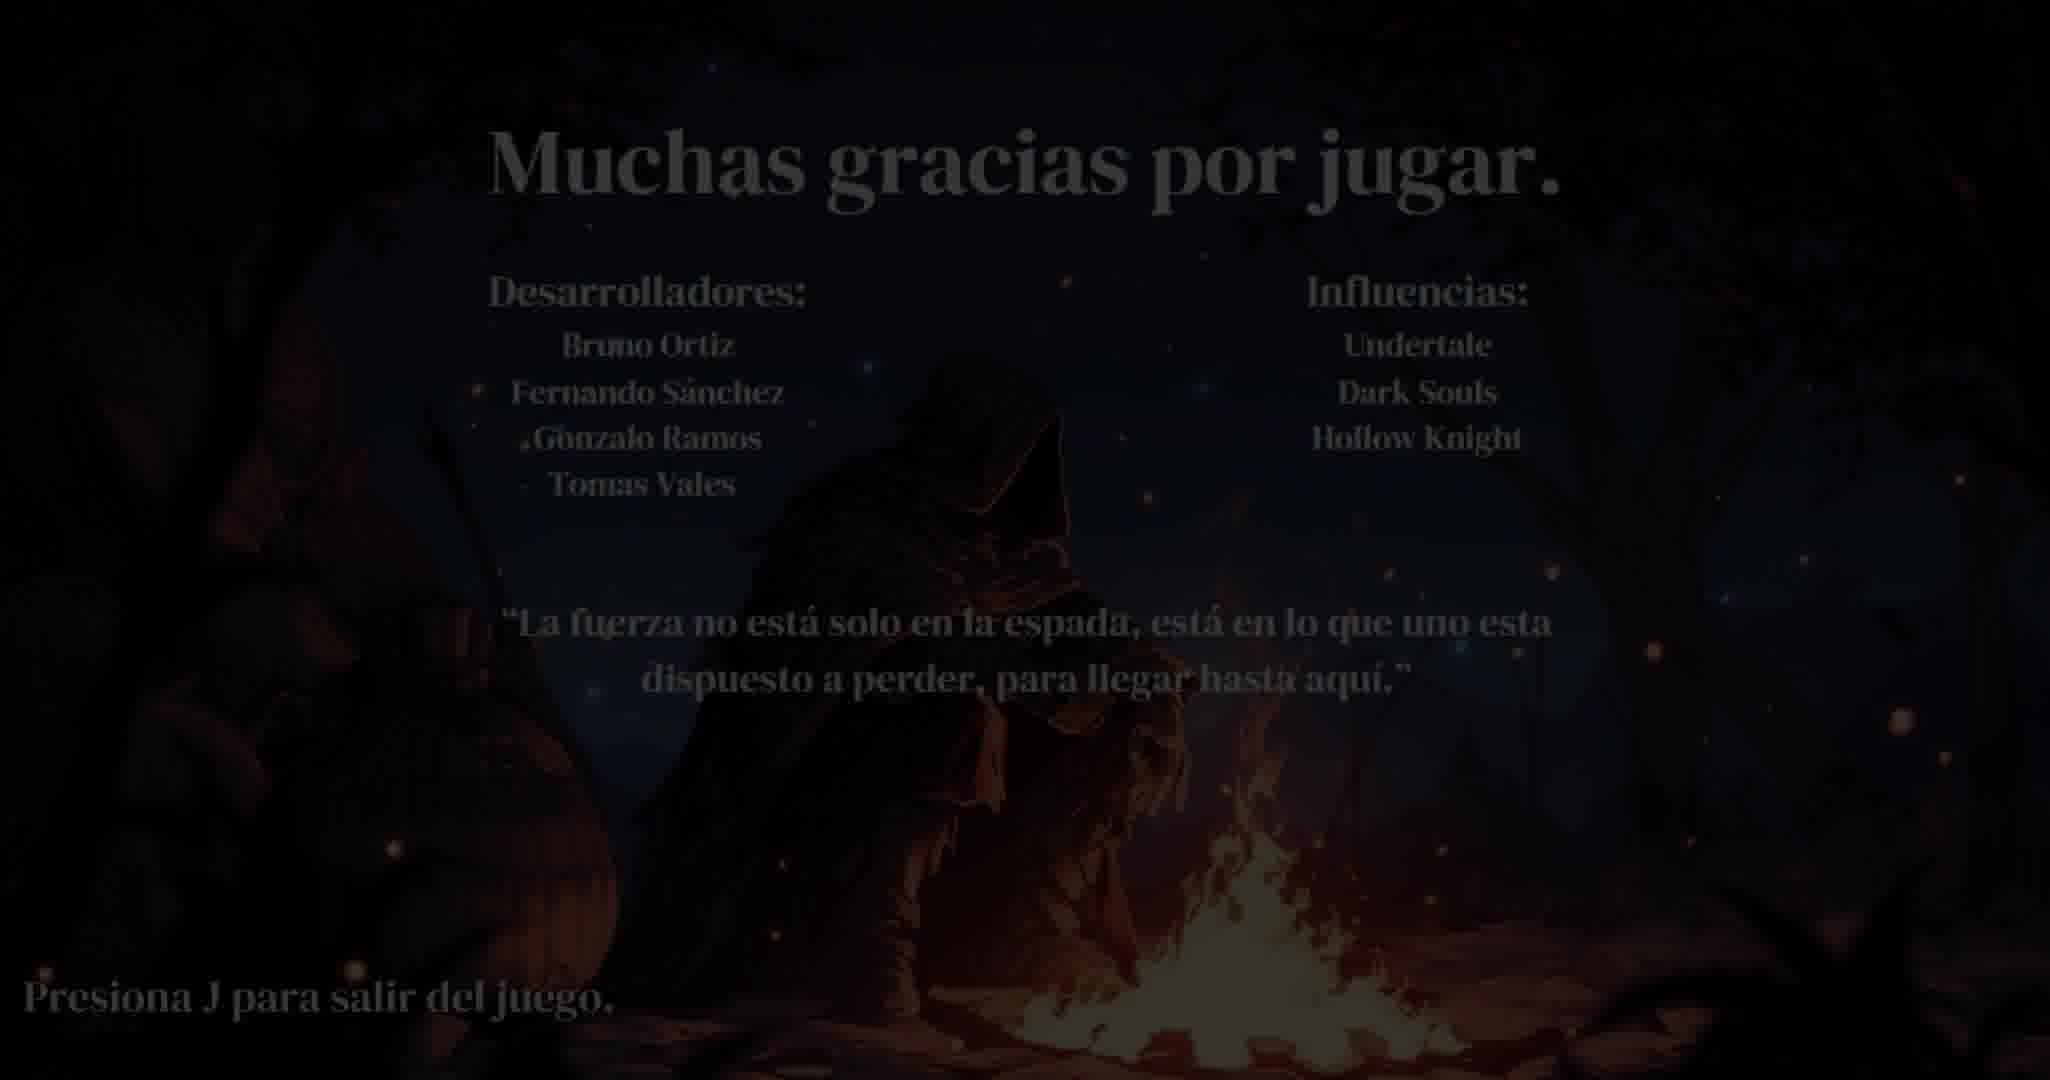 Muchas gracias por jugar.
Desarrolladores:
Bruno Ortiz
Fernando Sánchez
Gonzalo Ramos
Tomas Vales
Influencias:
Undertale
Dark Souls
Hollow Knight
“La fuerza no está solo en la espada, está en lo que uno esta
dispuesto a perder, para llegar hasta aquí.”
Presiona J para salir del juego.